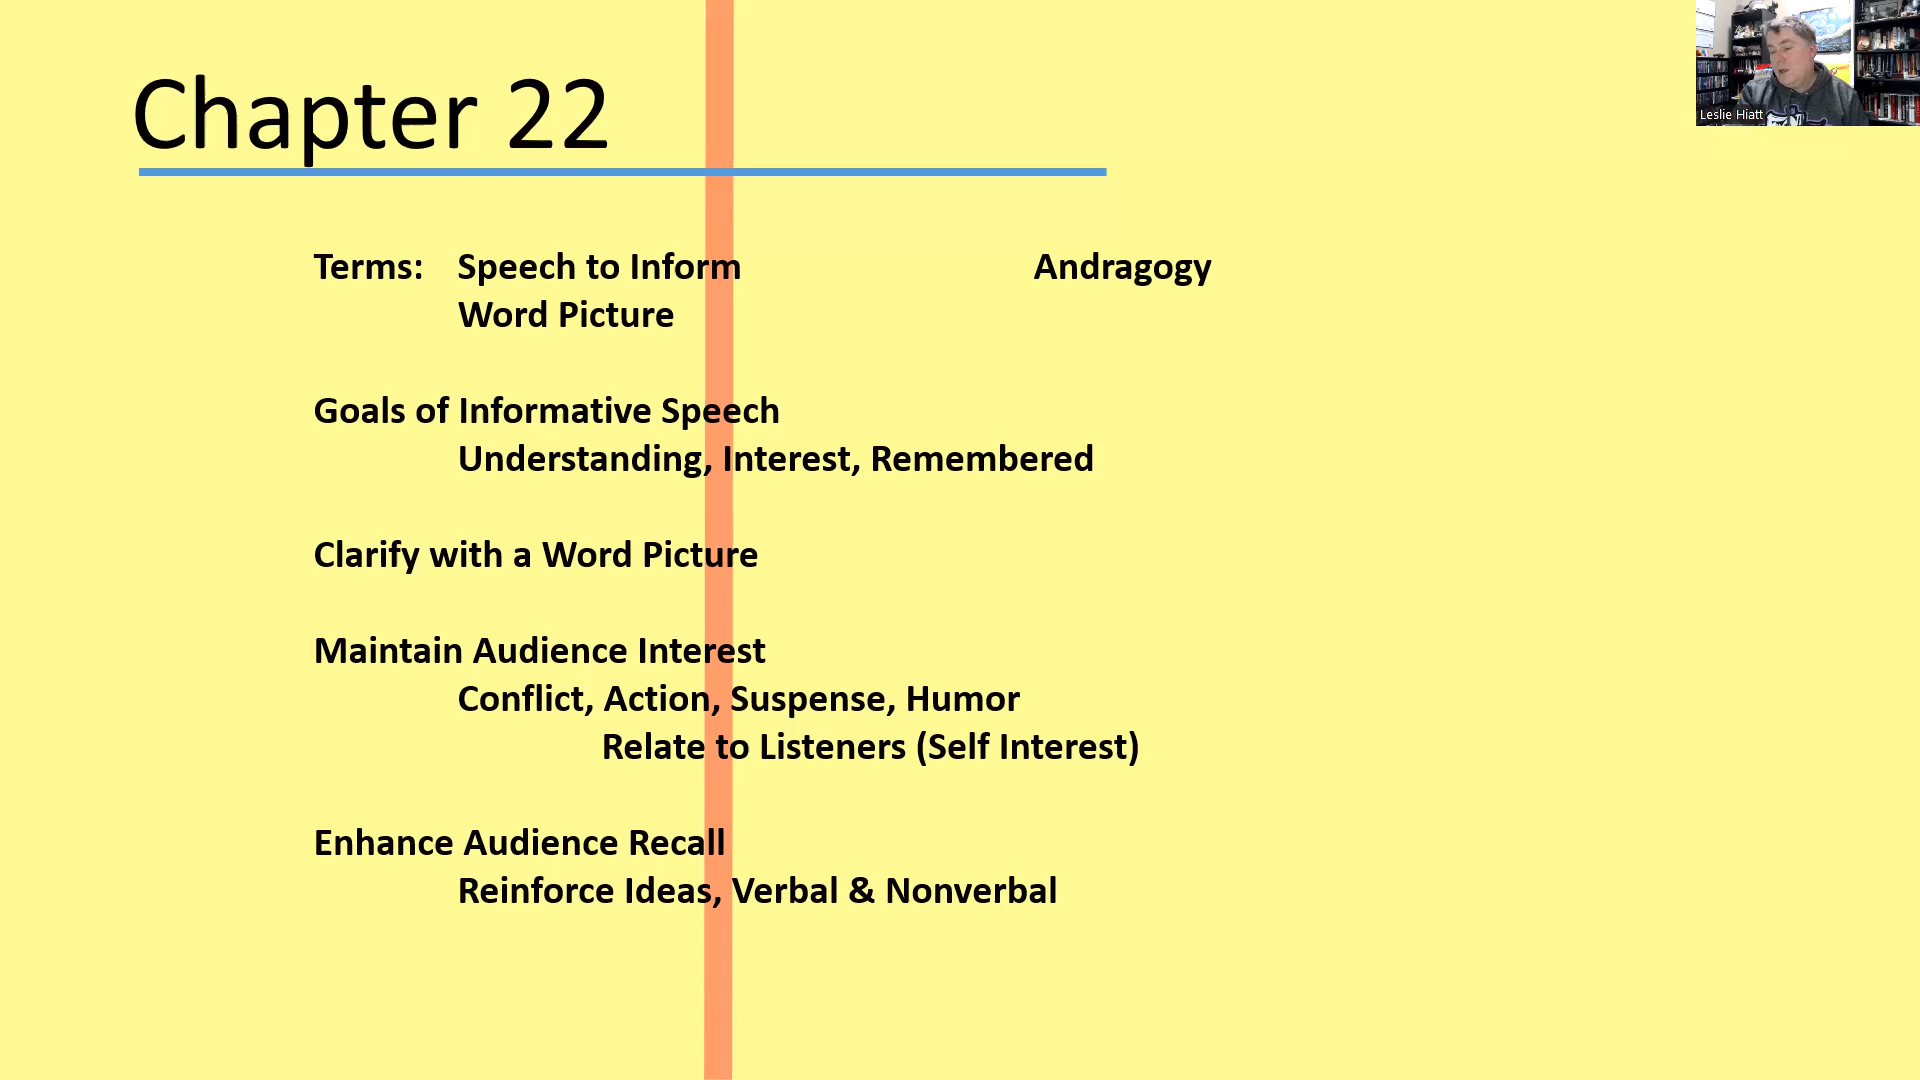 Chapter 22
Leslie Hiatt
Terms: Speech to Inform Andragogy
Word Picture
Goals of Informative Speech
Understanding, Interest, Remembered
Clarify with a Word Picture
Maintain Audience Interest
Conflict, Action, Suspense, Humor
Relate to Listeners (Self Interest)
Enhance Audience Recall
Reinforce Ideas, Verbal & Nonverbal